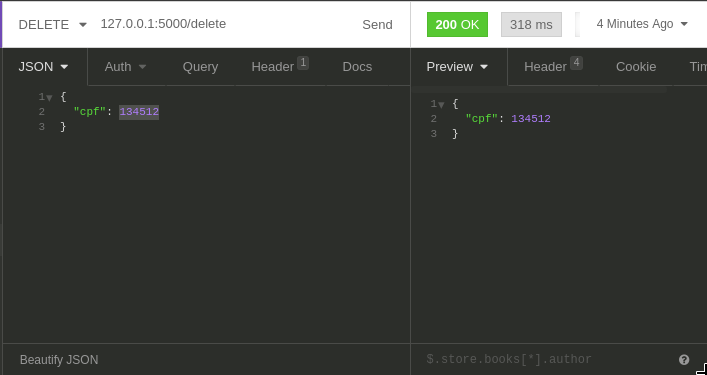 DELETE 127.0.0.1:5000/delete Send 200 OK 318 ms 4 Minutes Ago
JSON Auth Query Header 1 Docs Preview Header 4 Cookie Tim
1 {
2 "cpf": 134512
3 }
1 {
2 "cpf": 134512
3 }
Beautify JSON $.store.books[*].author ?